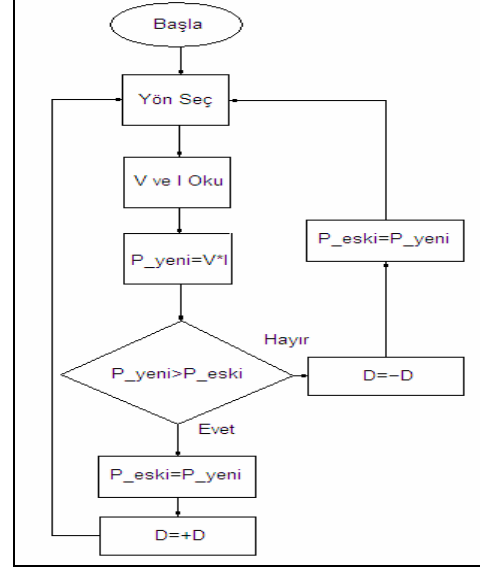 Başla
Yön Seç
V ve I Oku
P_yeni=V*I
P_eski=P_yeni
Hayır
P_yeni>P_eski
D=−D
Evet
P_eski=P_yeni
D=+D